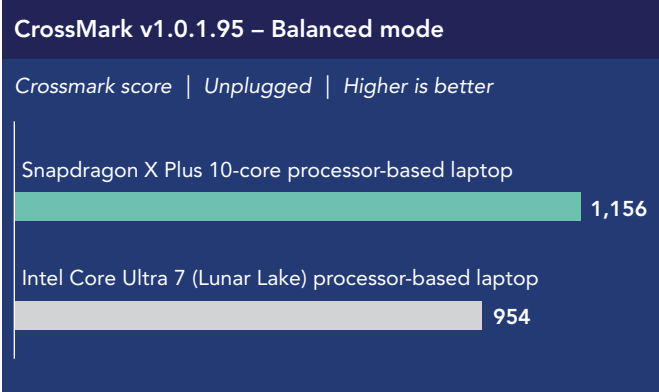 CrossMark v1.0.1.95 – Balanced mode
Crossmark score | Unplugged | Higher is better
Snapdragon X Plus 10-core processor-based laptop
1,156
Intel Core Ultra 7 (Lunar Lake) processor-based laptop
954